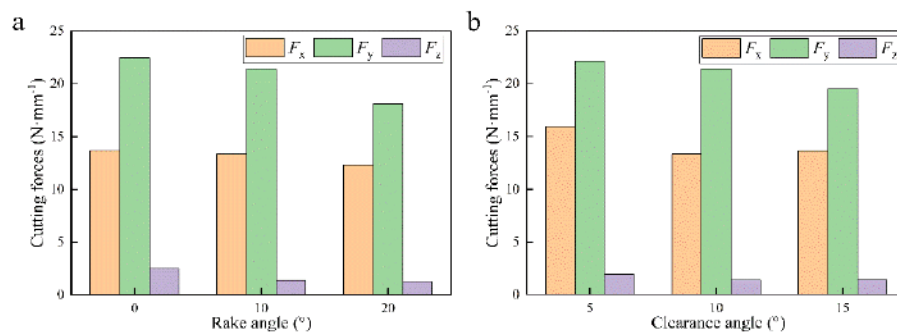 a
Cutting forces (N·mm⁻¹)
25
20
15
10
5
0
Fx Fy Fz
0 10 20
Rake angle (°)
b
Cutting forces (N·mm⁻¹)
25
20
15
10
5
0
Fx Fy Fz
5 10 15
Clearance angle (°)